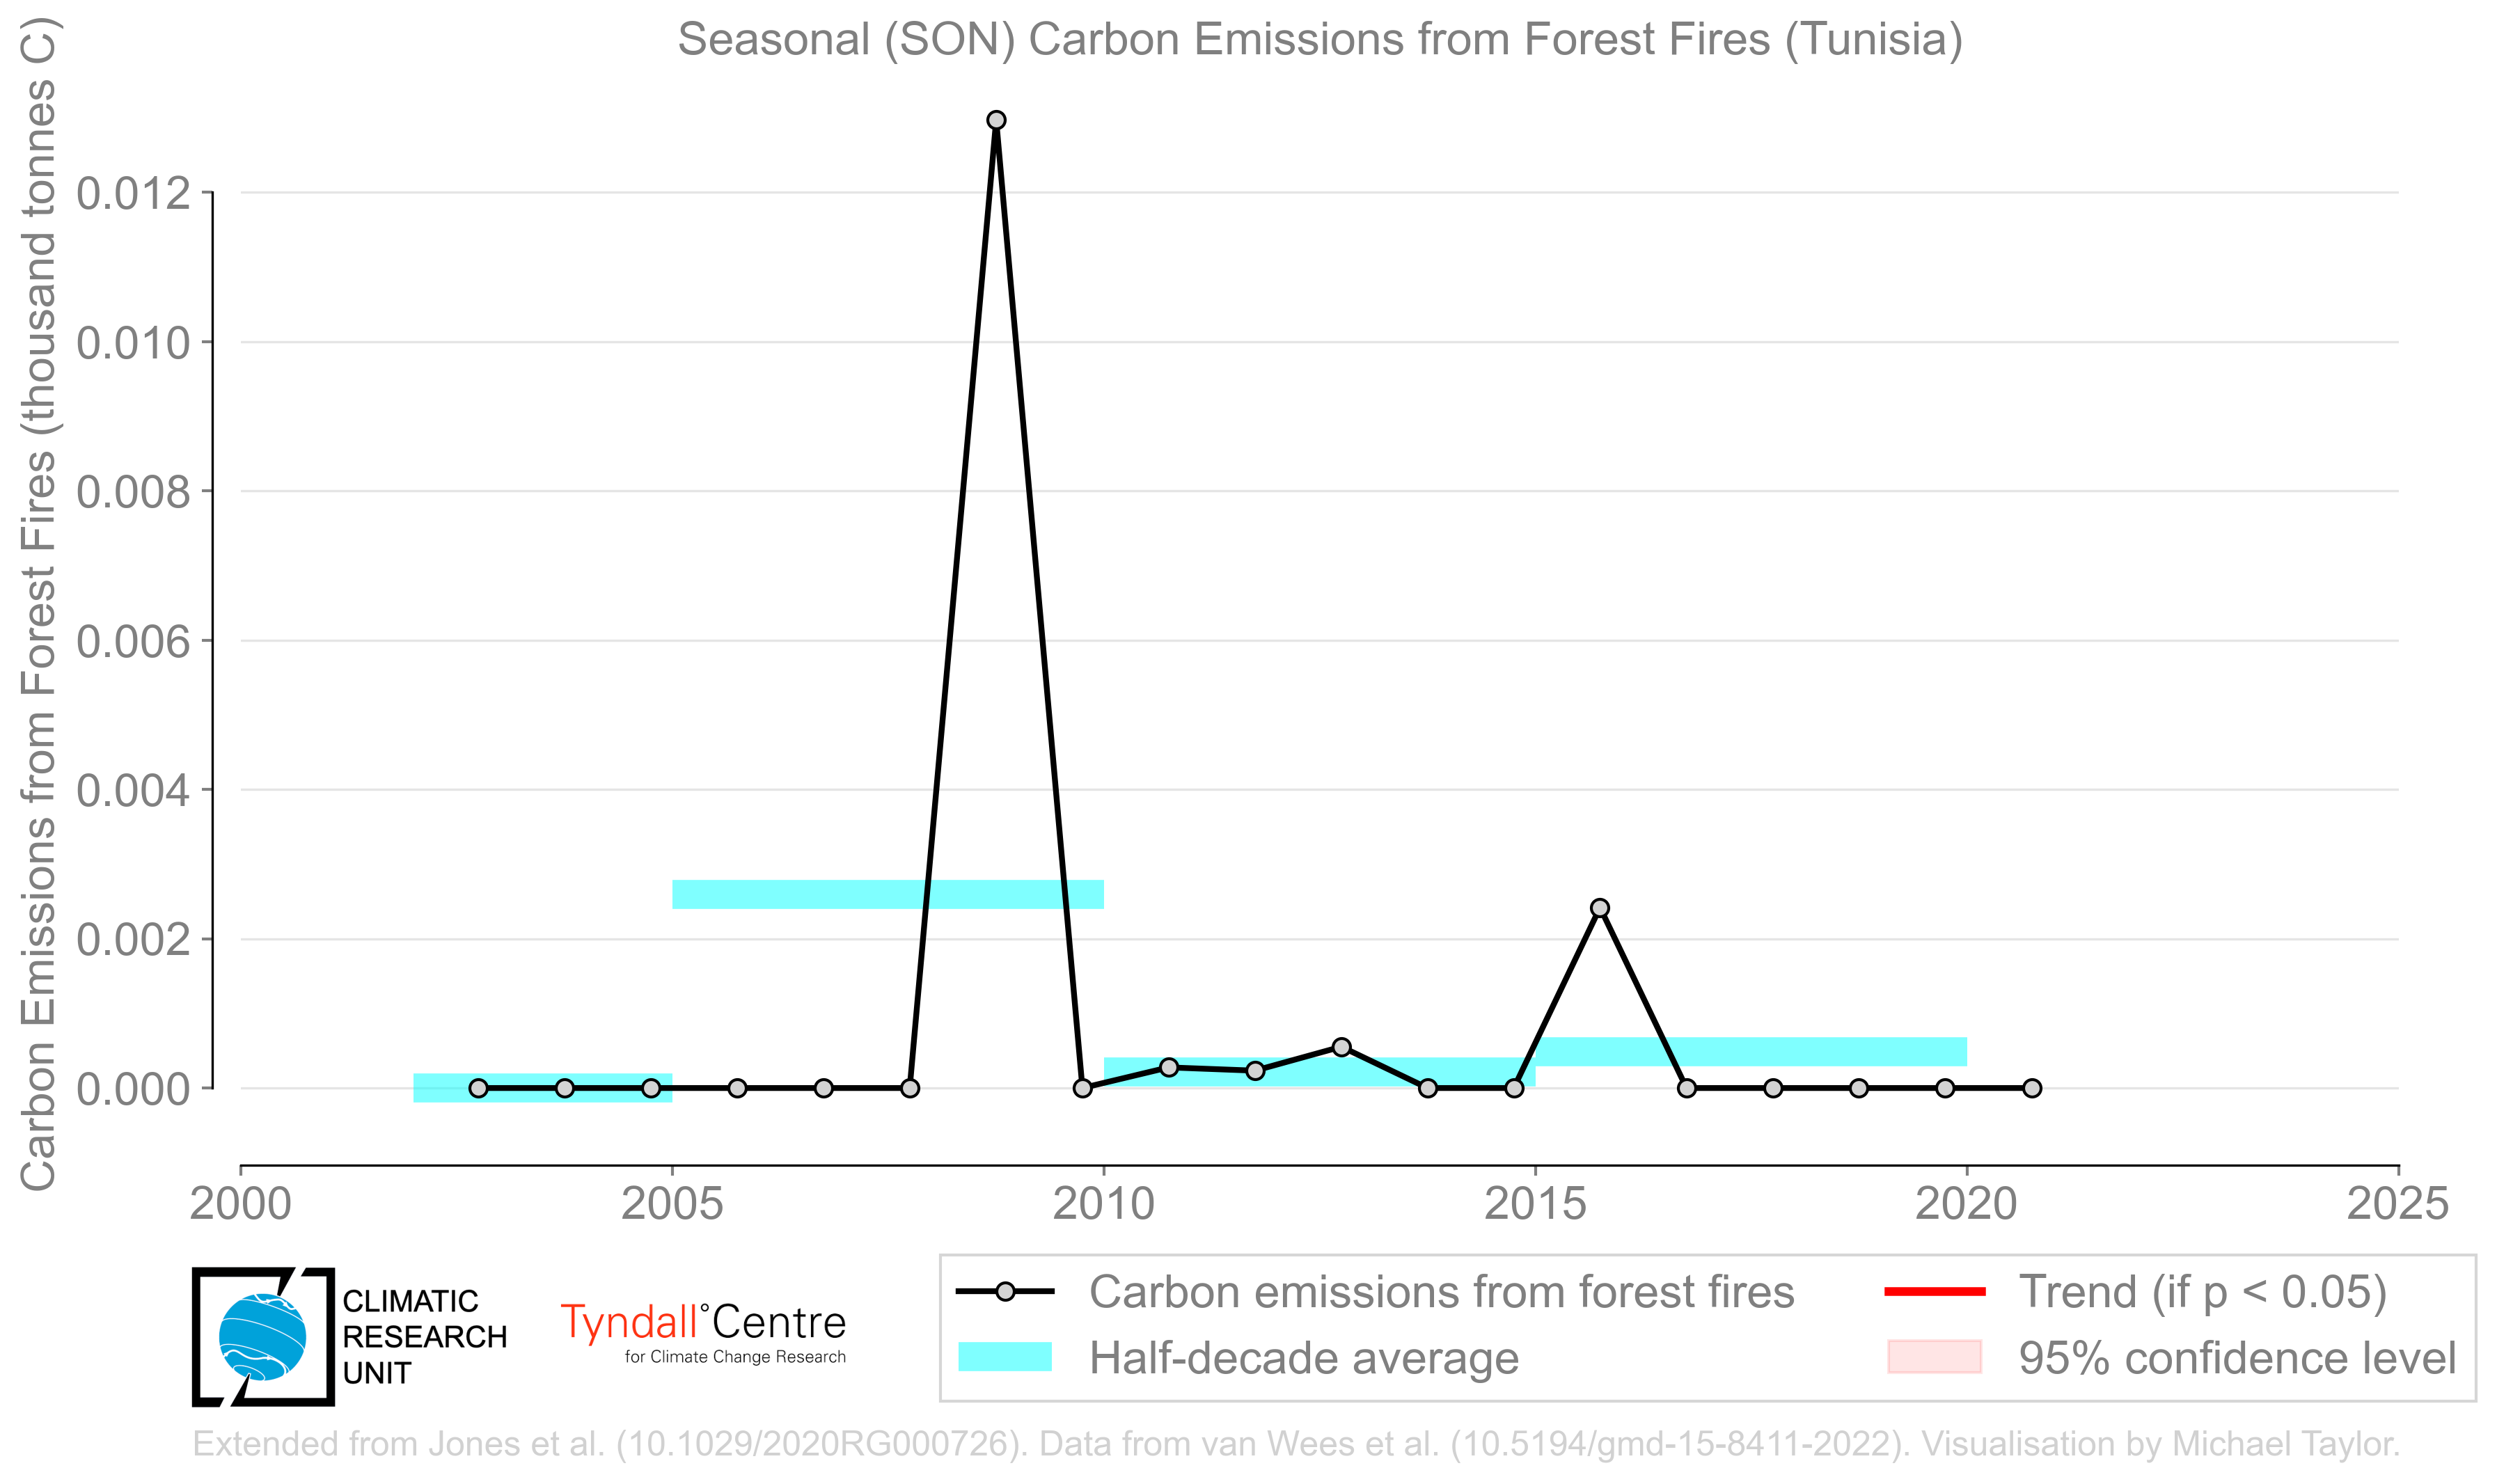 Seasonal (SON) Carbon Emissions from Forest Fires (Tunisia)
Carbon Emissions from Forest Fires (thousand tonnes C)
0.012
0.010
0.008
0.006
0.004
0.002
0.000
2000 2005 2010 2015 2020 2025
CLIMATIC
RESEARCH
UNIT
Tyndall°Centre
for Climate Change Research
Carbon emissions from forest fires
Half-decade average
Trend (if p < 0.05)
95% confidence level
Extended from Jones et al. (10.1029/2020RG000726). Data from van Wees et al. (10.5194/gmd-15-8411-2022). Visualisation by Michael Taylor.